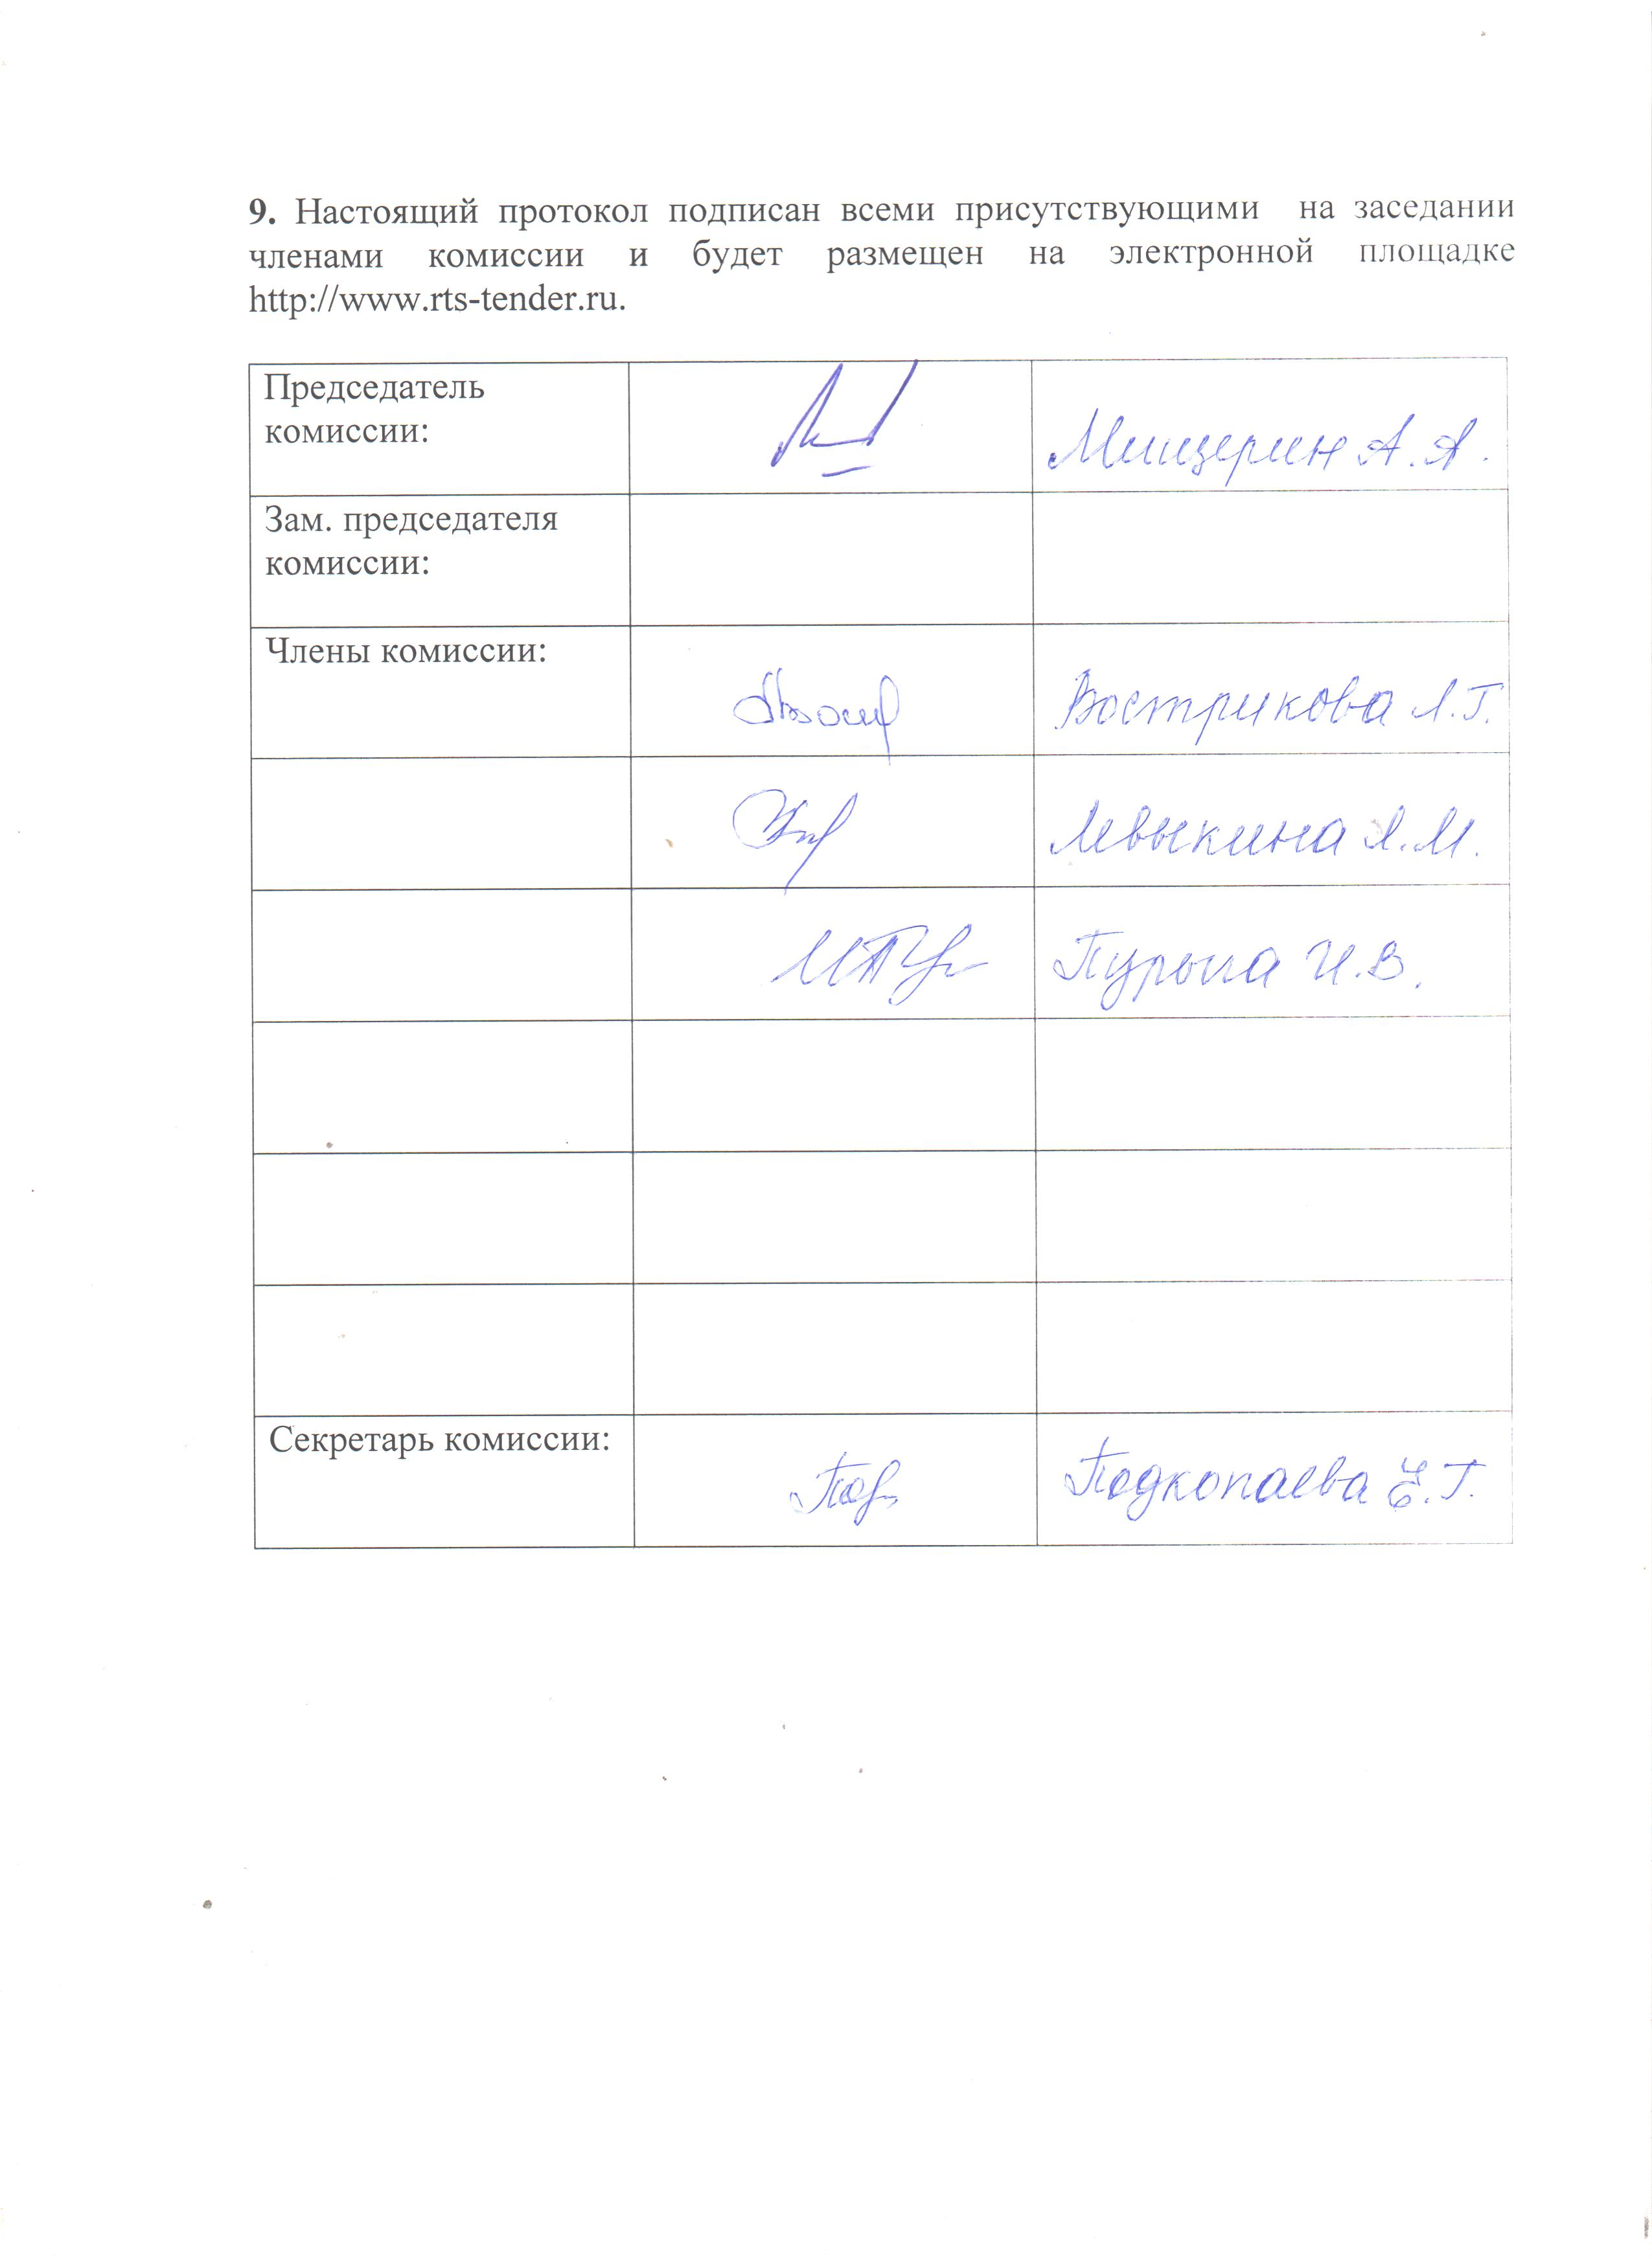 9. Настоящий протокол подписан всеми присутствующими на заседании
членами комиссии и будет размещен на электронной площадке
http://www.rts-tender.ru.
Председатель
комиссии:
Мищерин А.А.
Зам. председателя
комиссии:
Члены комиссии:
Вострикова Л.Г.
Левыкина Л.М.
И.В.
Секретарь комиссии:
Подкопаева Е.Г.